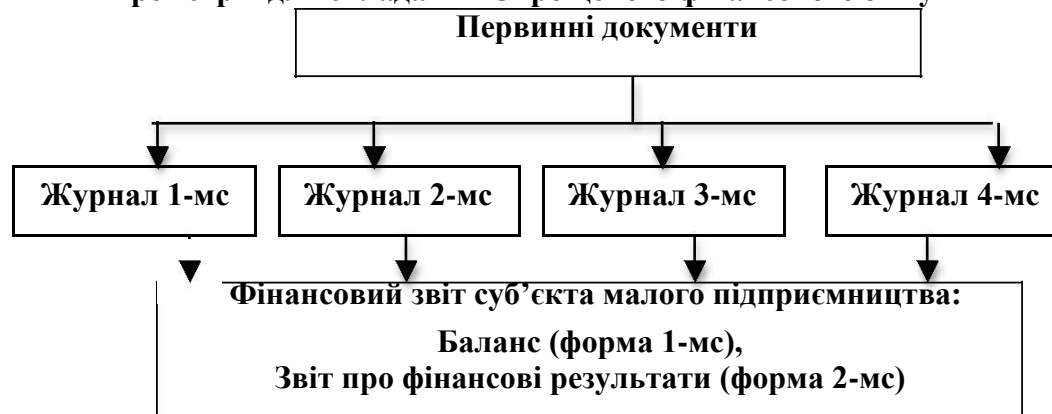 Первинні документи
Журнал 1-мс Журнал 2-мс Журнал 3-мс Журнал 4-мс
Фінансовий звіт суб’єкта малого підприємництва:
Баланс (форма 1-мс),
Звіт про фінансові результати (форма 2-мс)